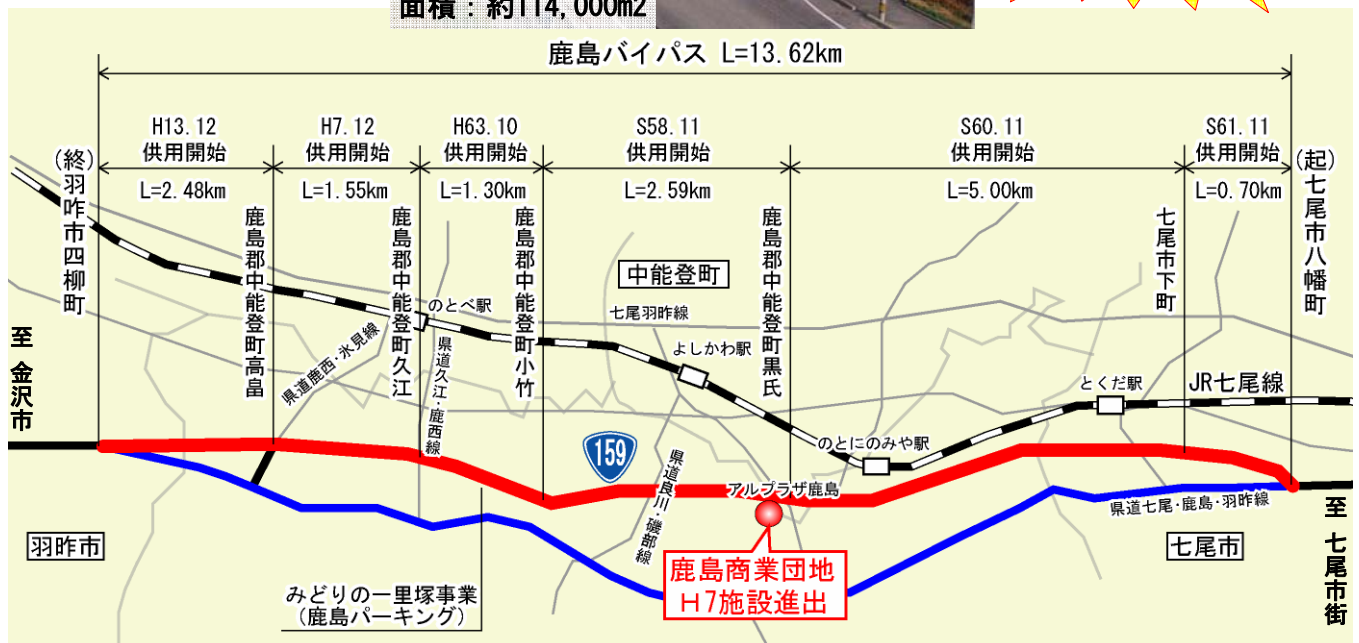 面積：約114,000m2
鹿島バイパス L=13.62km
H13.12
供用開始
L=2.48km
H7.12
供用開始
L=1.55km
H63.10
供用開始
L=1.30km
S58.11
供用開始
L=2.59km
S60.11
供用開始
L=5.00km
S61.11
供用開始
L=0.70km
(終)羽咋市四柳町
鹿島郡中能登町高畠
鹿島郡中能登町久江
鹿島郡中能登町小竹
鹿島郡中能登町黒氏
七尾市下町
(起)七尾市八幡町
中能登町
のとべ駅
七尾羽咋線
よしかわ駅
とくだ駅
JR七尾線
のとにのみや駅
至 金沢市
県道鹿西・氷見線
県道久江・鹿西線
159
県道良川・磯部線
アルプラザ鹿島
県道七尾・鹿島・羽咋線
羽咋市
七尾市
至 七尾市街
鹿島商業団地
H7施設進出
みどりの一里塚事業
(鹿島パーキング)